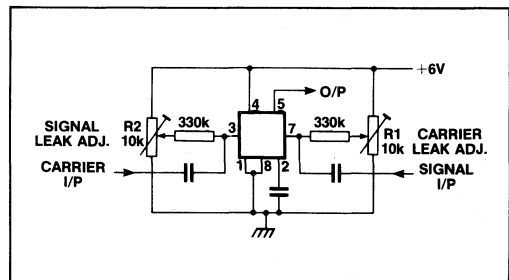 +6V
O/P
4 5
330k 330k
SIGNAL
LEAK ADJ.
R2
10k
3 7
R1
10k
CARRIER
LEAK ADJ.
CARRIER
I/P
1 8 2
SIGNAL
I/P